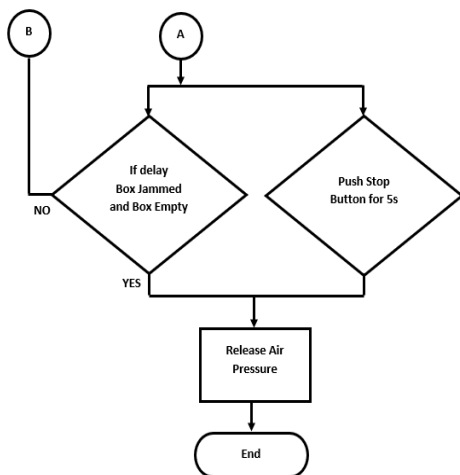 B
A
If delay
Box Jammed
and Box Empty
Push Stop
Button for 5s
NO
YES
Release Air
Pressure
End